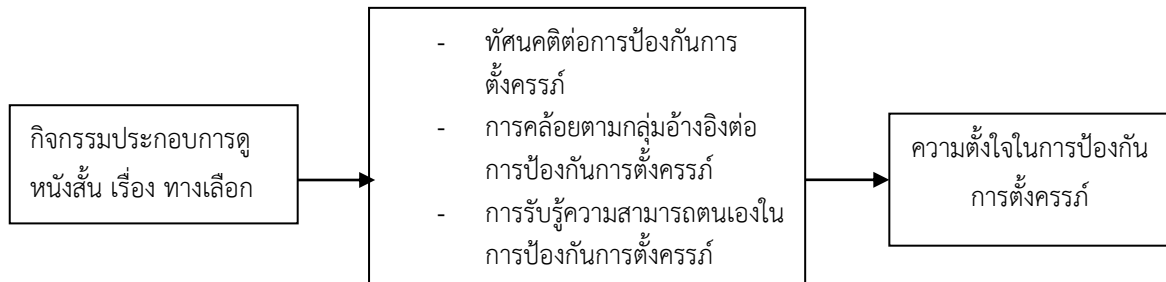 กิจกรรมประกอบการดู
หนังสั้น เรื่อง ทางเลือก
- ทัศนคติต่อการป้องกันการ
ตั้งครรภ์
- การคล้อยตามกลุ่มอ้างอิงต่อ
การป้องกันการตั้งครรภ์
- การรับรู้ความสามารถตนเองใน
การป้องกันการตั้งครรภ์
ความตั้งใจในการป้องกัน
การตั้งครรภ์